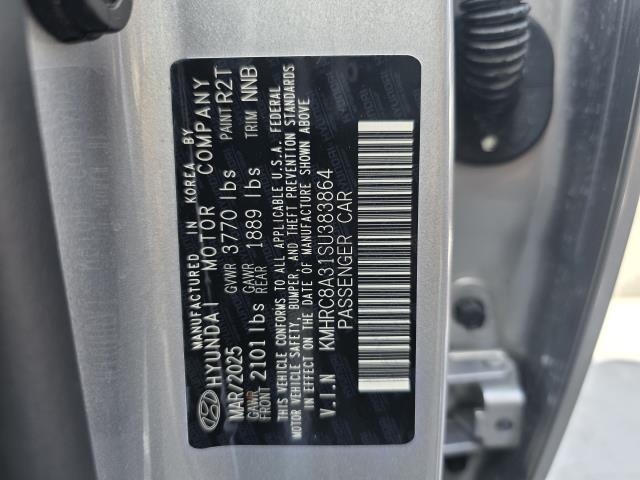 MANUFACTURED IN KOREA BY
HYUNDAI MOTOR COMPANY
MAR/2025 GVWR 3770 lbs PAINT R2T
GAWR FRONT 2101 lbs GAWR REAR 1889 lbs TRIM NNB
THIS VEHICLE CONFORMS TO ALL APPLICABLE U.S.A. FEDERAL
MOTOR VEHICLE SAFETY, BUMPER, AND THEFT PREVENTION STANDARDS
IN EFFECT ON THE DATE OF MANUFACTURE SHOWN ABOVE
V.I.N KMHRC8A31SU383864
PASSENGER CAR